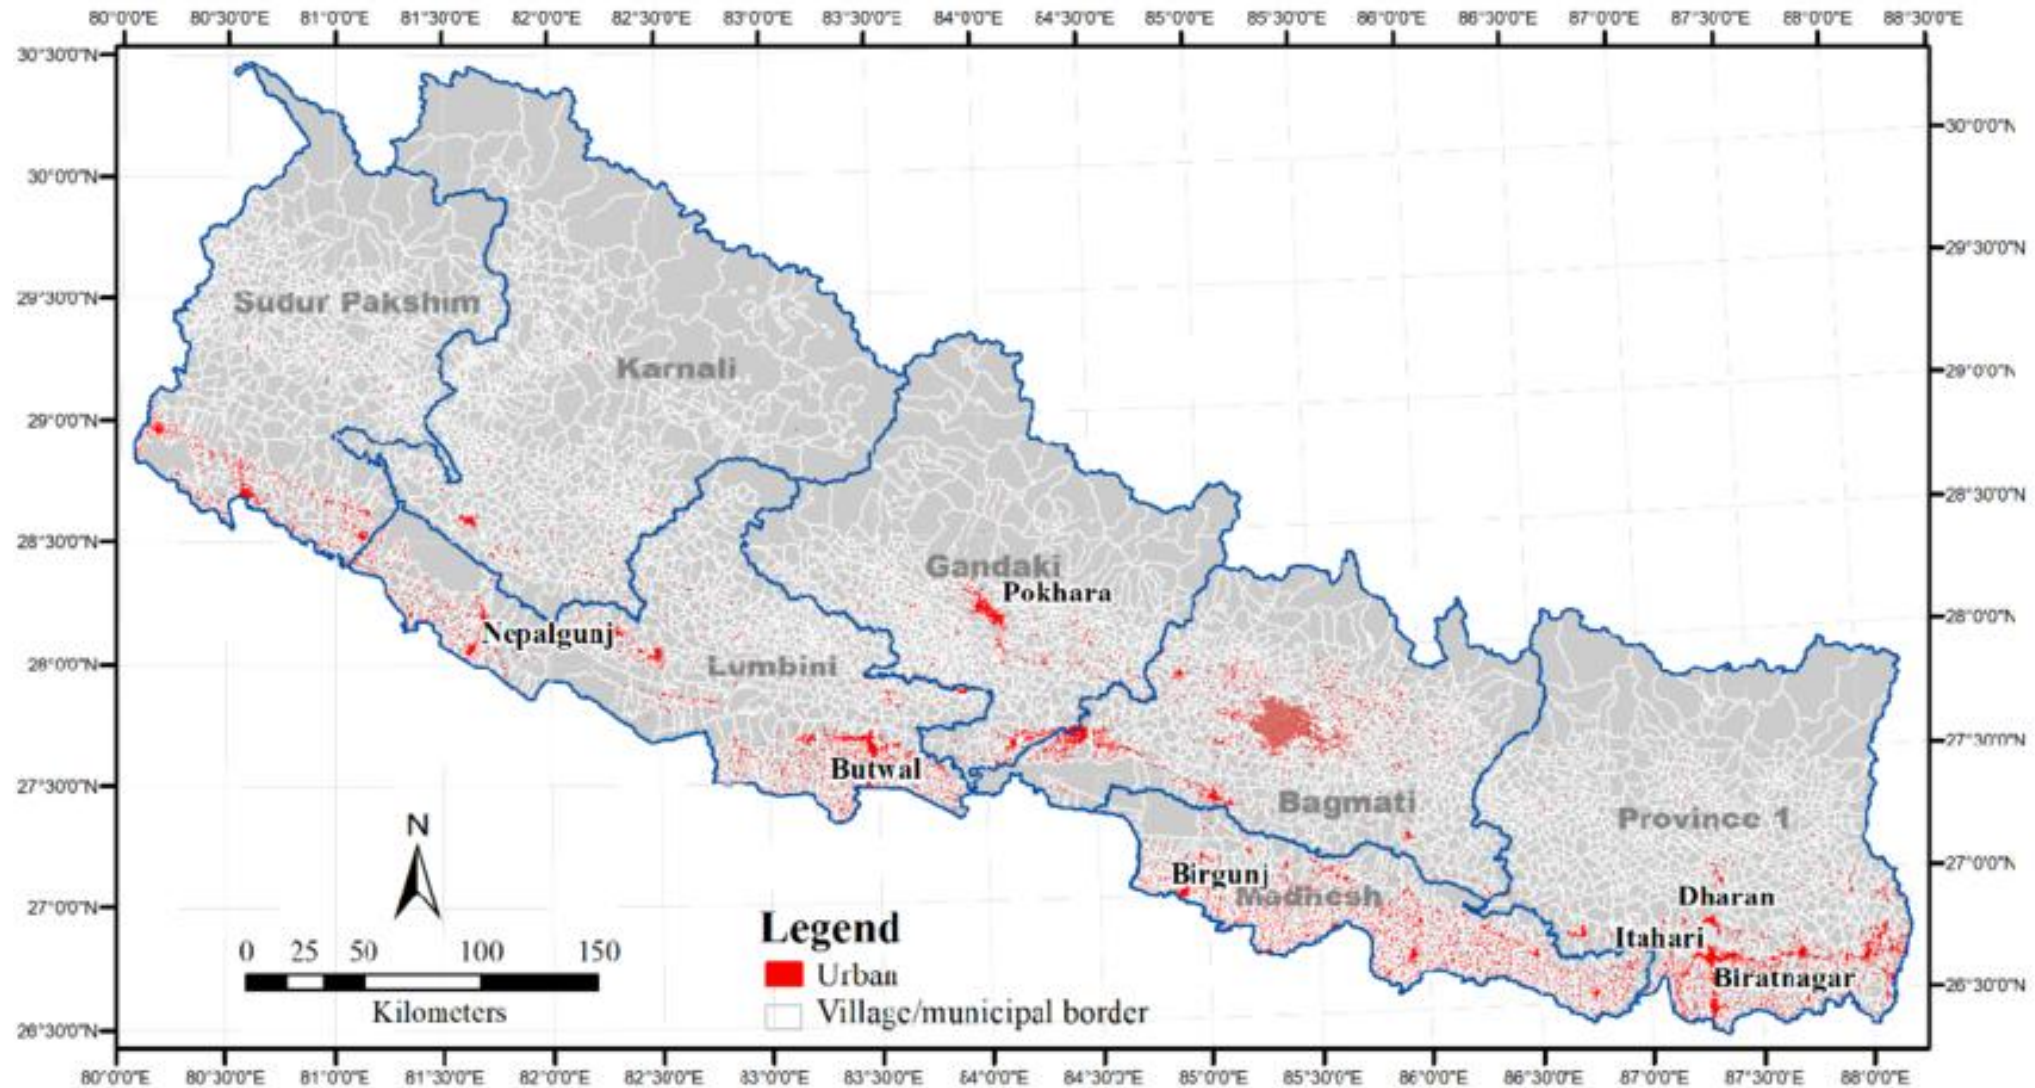 80°0'0"E 80°30'0"E 81°0'0"E 81°30'0"E 82°0'0"E 82°30'0"E 83°0'0"E 83°30'0"E 84°0'0"E 84°30'0"E 85°0'0"E 85°30'0"E 86°0'0"E 86°30'0"E 87°0'0"E 87°30'0"E 88°0'0"E 88°30'0"E
30°30'0"N
30°0'0"N
30°0'0"N
29°30'0"N
29°30'0"N
Sudur Pakshim
Karnali
29°0'0"N
29°0'0"N
28°30'0"N
28°30'0"N
Gandaki
Pokhara
28°0'0"N
Nepalgunj
28°0'0"N
Lumbini
27°30'0"N
Butwal
27°30'0"N
Bagmati
Province 1
27°0'0"N
Birgunj
Madhesh
Dharan
27°0'0"N
Itahari
Biratnagar
26°30'0"N
26°30'0"N
N
0 25 50 100 150
Kilometers
Legend
Urban
Village/municipal border
80°0'0"E 80°30'0"E 81°0'0"E 81°30'0"E 82°0'0"E 82°30'0"E 83°0'0"E 83°30'0"E 84°0'0"E 84°30'0"E 85°0'0"E 85°30'0"E 86°0'0"E 86°30'0"E 87°0'0"E 87°30'0"E 88°0'0"E